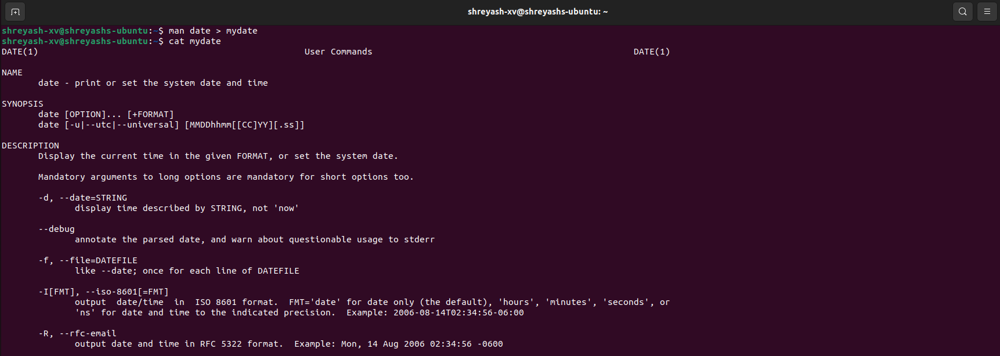 shreyash-xv@shreyashs-ubuntu: ~
shreyash-xv@shreyashs-ubuntu:~$ man date > mydate
shreyash-xv@shreyashs-ubuntu:~$ cat mydate
DATE(1) User Commands DATE(1)
NAME
date - print or set the system date and time
SYNOPSIS
date [OPTION]... [+FORMAT]
date [-u|--utc|--universal] [MMDDhhmm[[CC]YY][.ss]]
DESCRIPTION
Display the current time in the given FORMAT, or set the system date.
Mandatory arguments to long options are mandatory for short options too.
-d, --date=STRING
display time described by STRING, not 'now'
--debug
annotate the parsed date, and warn about questionable usage to stderr
-f, --file=DATEFILE
like --date; once for each line of DATEFILE
-I[FMT], --iso-8601[=FMT]
output  date/time  in  ISO 8601 format.  FMT='date' for date only (the default), 'hours', 'minutes', 'seconds', or
'ns' for date and time to the indicated precision.  Example: 2006-08-14T02:34:56-06:00
-R, --rfc-email
output date and time in RFC 5322 format.  Example: Mon, 14 Aug 2006 02:34:56 -0600